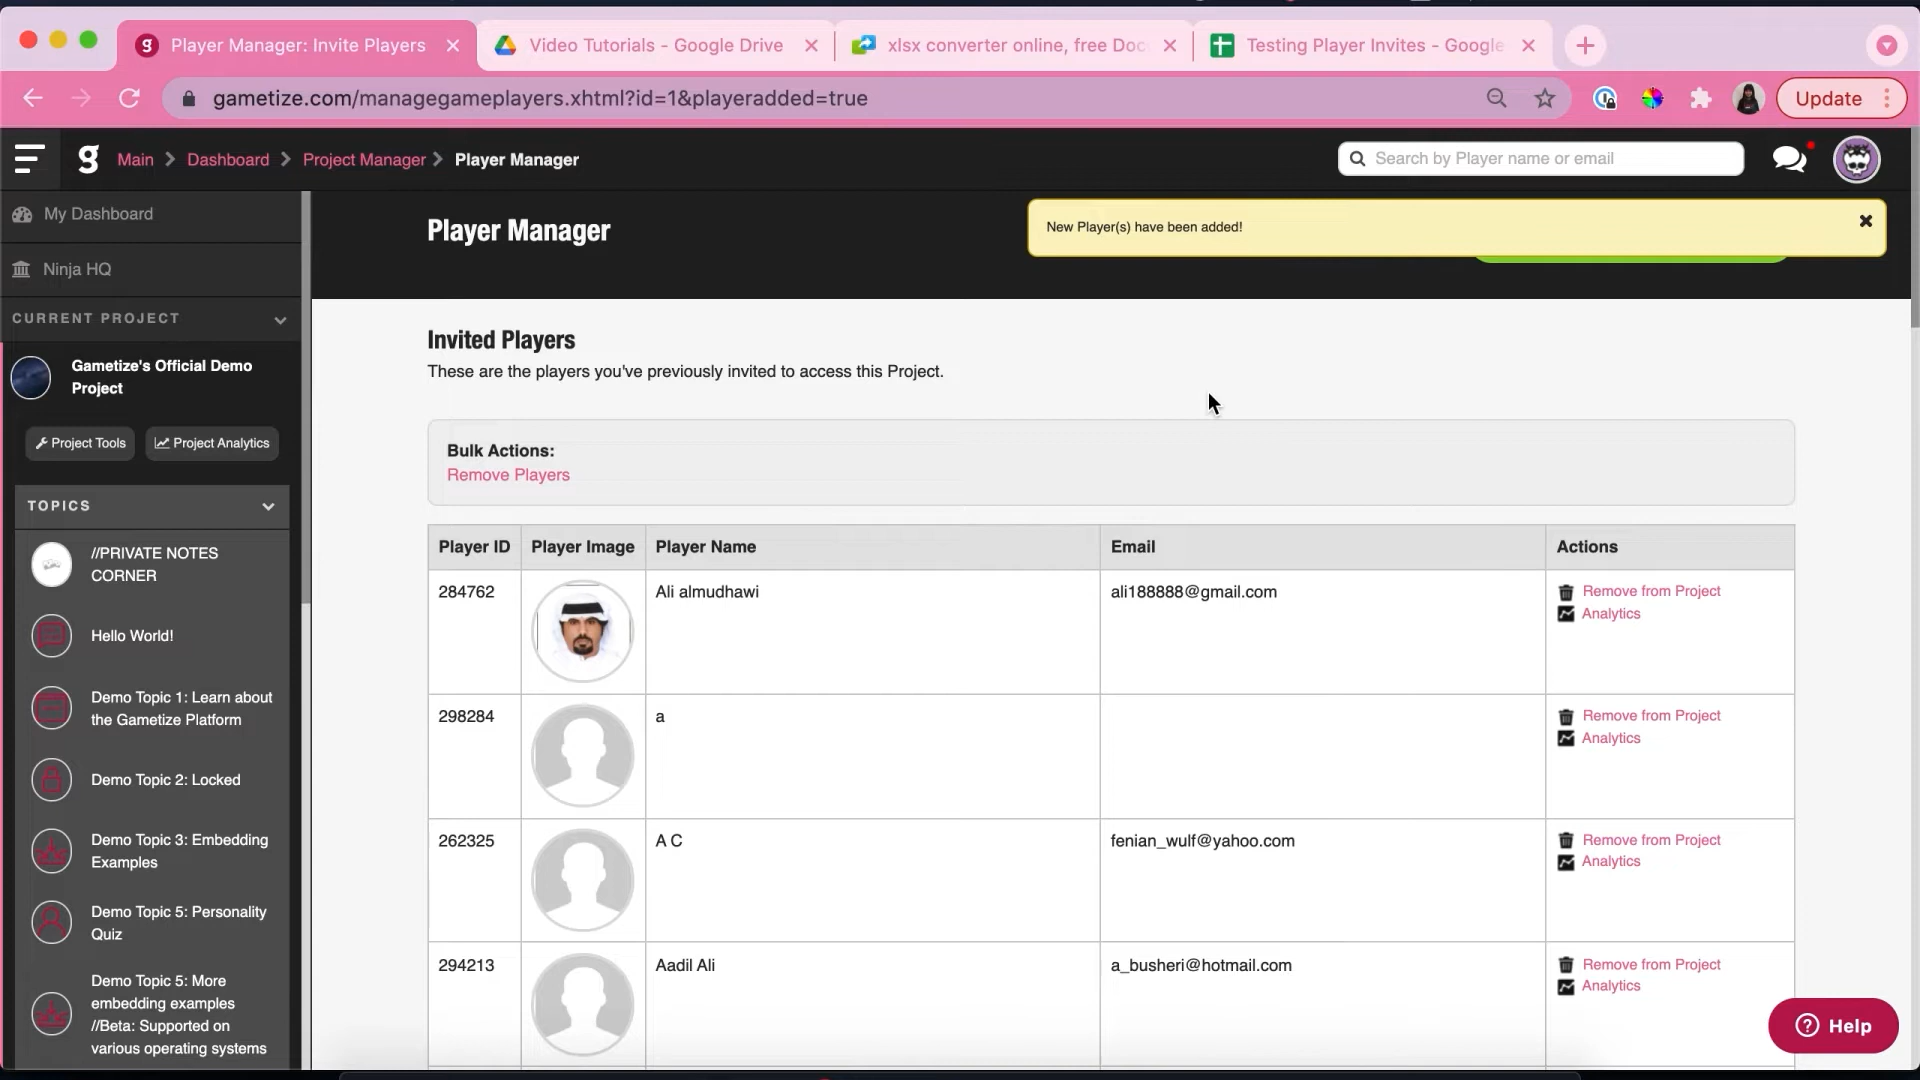 Player Manager: Invite Players
Video Tutorials - Google Drive
xlsx converter online, free Doc
Testing Player Invites - Google
gametize.com/managegameplayers.xhtml?id=1&playeradded=true
Update
g Main > Dashboard > Project Manager > Player Manager
Search by Player name or email
My Dashboard
Ninja HQ
CURRENT PROJECT
Gametize's Official Demo
Project
Project Tools
Project Analytics
TOPICS
//PRIVATE NOTES
CORNER
Hello World!
Demo Topic 1: Learn about
the Gametize Platform
Demo Topic 2: Locked
Demo Topic 3: Embedding
Examples
Demo Topic 5: Personality
Quiz
Demo Topic 5: More
embedding examples
//Beta: Supported on
various operating systems
Player Manager
New Player(s) have been added!
Invited Players
These are the players you've previously invited to access this Project.
Bulk Actions:
Remove Players
Player ID Player Image Player Name Email Actions
284762 Ali almudhawi ali188888@gmail.com Remove from Project
Analytics
298284 a Remove from Project
Analytics
262325 A C fenian_wulf@yahoo.com Remove from Project
Analytics
294213 Aadil Ali a_busheri@hotmail.com Remove from Project
Analytics
Help